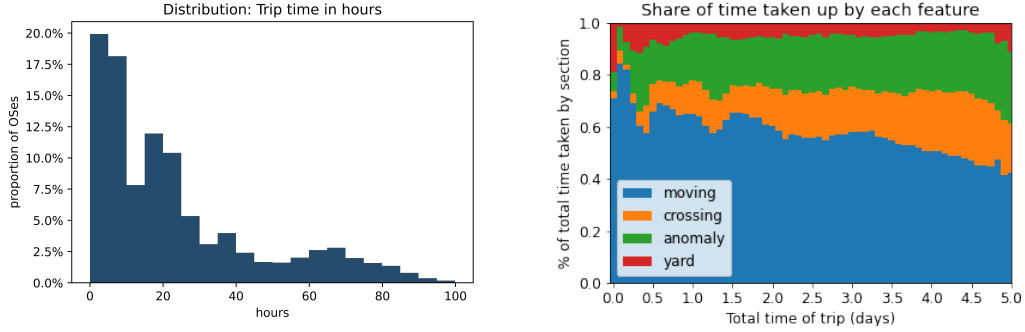 Distribution: Trip time in hours
20.0%
17.5%
15.0%
12.5%
10.0%
7.5%
5.0%
2.5%
0.0%
proportion of OSes
0 20 40 60 80 100
hours
Share of time taken up by each feature
1.0
0.8
0.6
0.4
0.2
0.0
% of total time taken by section
moving
crossing
anomaly
yard
0.0 0.5 1.0 1.5 2.0 2.5 3.0 3.5 4.0 4.5 5.0
Total time of trip (days)